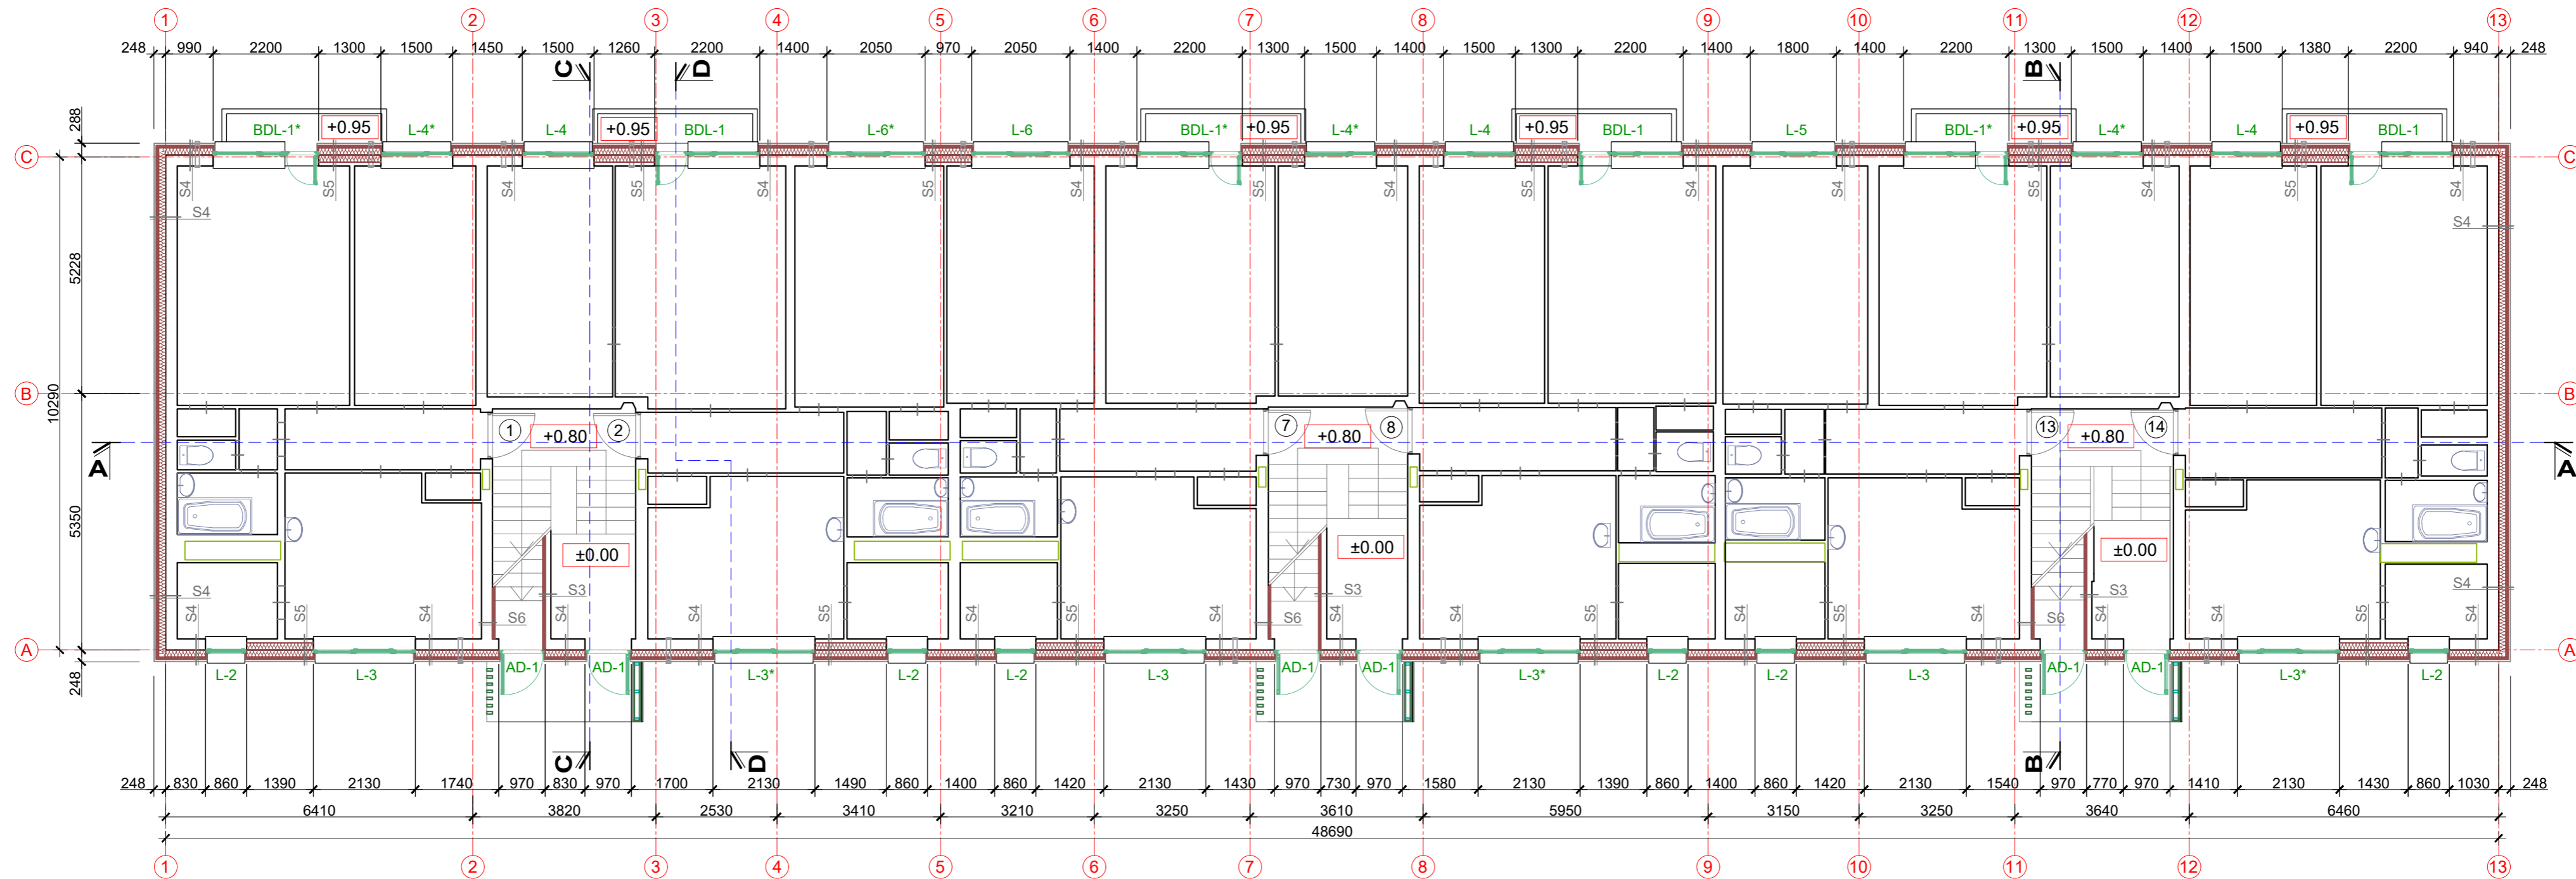 1 2 3 4 5 6 7 8 9 10 11 12 13
248 990 2200 1300 1500 1450 1500 1260 2200 1400 2050 970 2050 1400 2200 1300 1500 1400 1500 1300 2200 1400 1800 1400 2200 1300 1500 1400 1500 1380 2200 940 248
C D B
288
BDL-1* +0.95 L-4* L-4 +0.95 BDL-1 L-6* L-6 BDL-1* +0.95 L-4* L-4 +0.95 BDL-1 L-5 BDL-1* +0.95 L-4* L-4 +0.95 BDL-1
C C
S4 S5 S4 S5 S4 S5 S4 S5 S4 S5 S4 S5 S4 S5 S4 S5 S4
S4 S4
5228
10290
B B
1 +0.80 2 7 +0.80 8 13 +0.80 14
A A
5350
±0.00 ±0.00 ±0.00
S4 S3 S3 S3 S4
S4 S5 S4 S6 S4 S4 S5 S4 S5 S4 S6 S4 S4 S5 S4 S5 S4 S6 S4 S4 S5 S4
A A
248
L-2 L-3 AD-1 AD-1 L-3* L-2 L-2 L-3 AD-1 AD-1 L-3* L-2 L-2 L-3 AD-1 AD-1 L-3* L-2
C D B
248 830 860 1390 2130 1740 970 830 970 1700 2130 1490 860 1400 860 1420 2130 1430 970 730 970 1580 2130 1390 860 1400 860 1420 2130 1540 970 770 970 1410 2130 1430 860 1030 248
6410 3820 2530 3410 3210 3250 3610 5950 3150 3250 3640 6460
48690
1 2 3 4 5 6 7 8 9 10 11 12 13